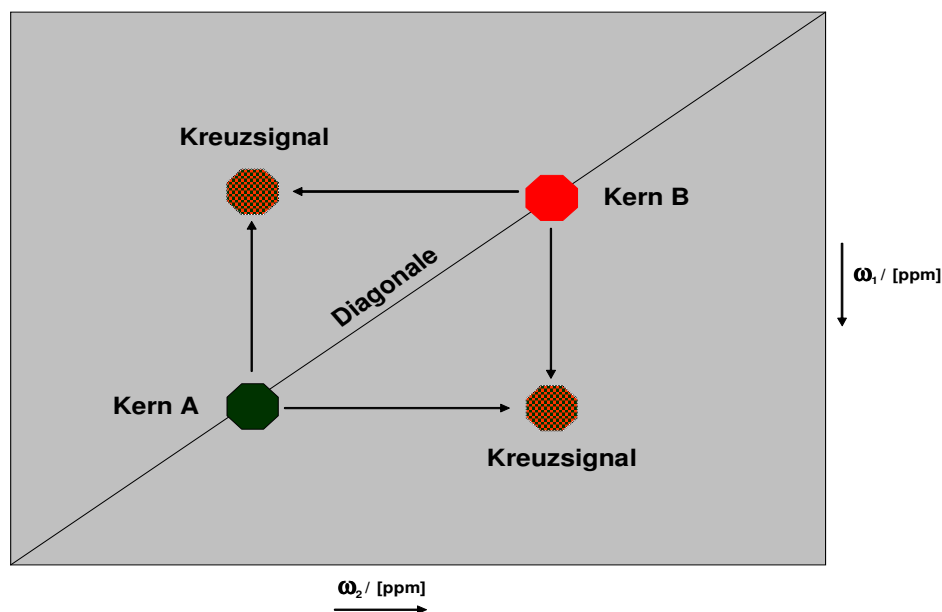 Kreuzsignal
Kern B
Diagonale
ω₁ / [ppm]
Kern A
Kreuzsignal
ω₂ / [ppm]